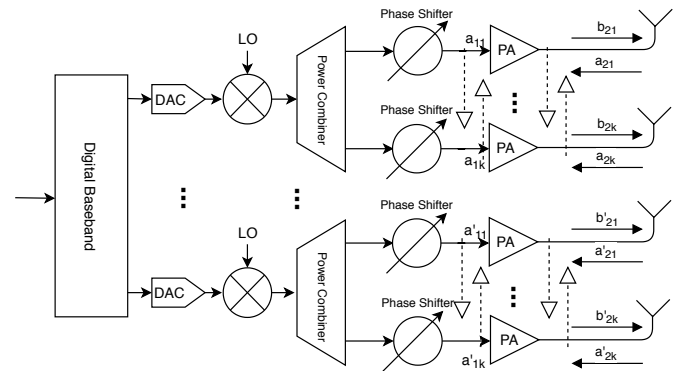 Phase Shifter
a11
PA
b21
a21
LO
DAC
Power Combiner
Phase Shifter
a1k
PA
b2k
a2k
Digital Baseband
Phase Shifter
a'11
PA
b'21
a'21
LO
DAC
Power Combiner
Phase Shifter
a'1k
PA
b'2k
a'2k